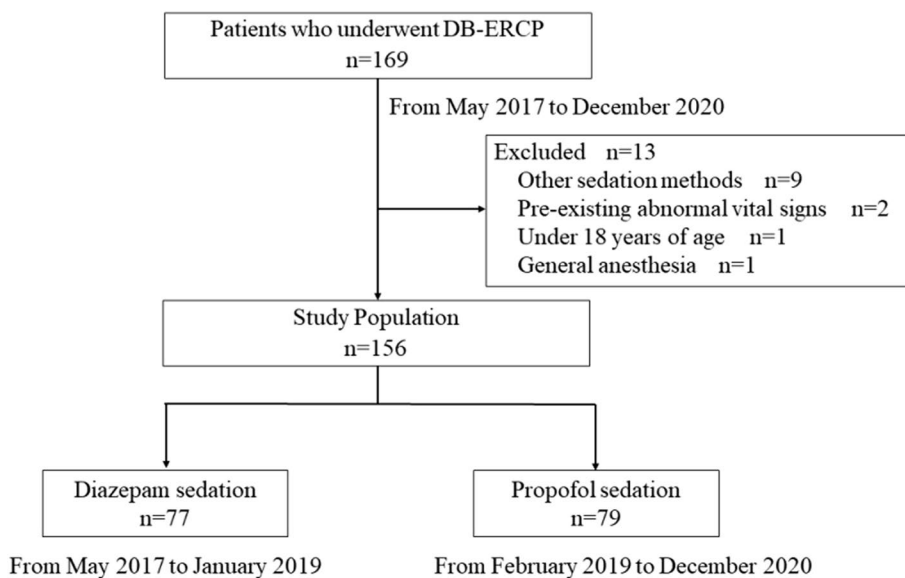 Patients who underwent DB-ERCP
n=169
From May 2017 to December 2020
Excluded n=13
Other sedation methods n=9
Pre-existing abnormal vital signs n=2
Under 18 years of age n=1
General anesthesia n=1
Study Population
n=156
Diazepam sedation
n=77
Propofol sedation
n=79
From May 2017 to January 2019
From February 2019 to December 2020